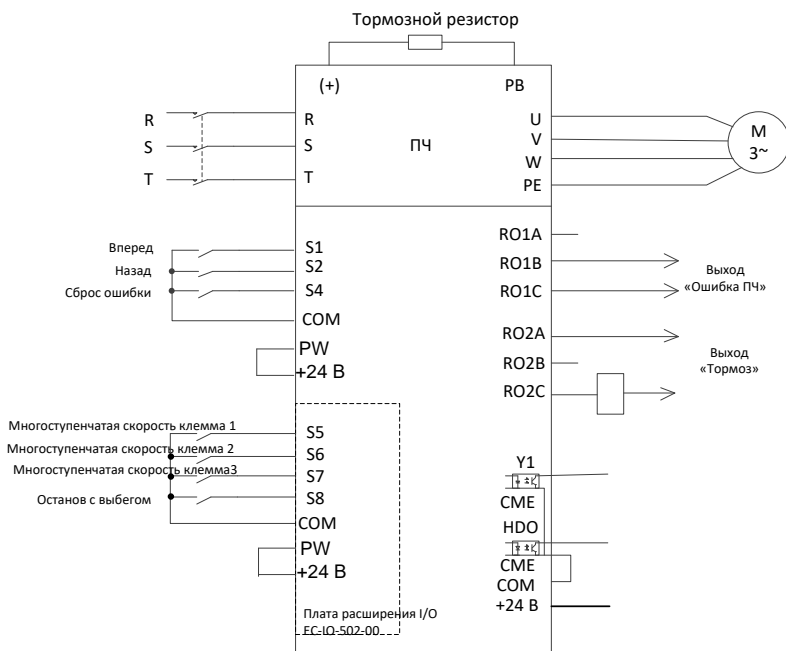 Тормозной резистор
(+)
PB
R
R
U
S
S
ПЧ
V
T
T
W
PE
M
3~
RO1A
Вперед
S1
RO1B
Назад
S2
Выход
«Ошибка ПЧ»
Сброс ошибки
S4
RO1C
COM
RO2A
PW
RO2B
Выход
«Тормоз»
+24 В
RO2C
Многоступенчатая скорость клемма 1
S5
Многоступенчатая скорость клемма 2
S6
Y1
Многоступенчатая скорость клемма3
S7
Останов с выбегом
S8
CME
COM
HDO
PW
CME
+24 В
COM
+24 В
Плата расширения I/O
EC-IO-502-00